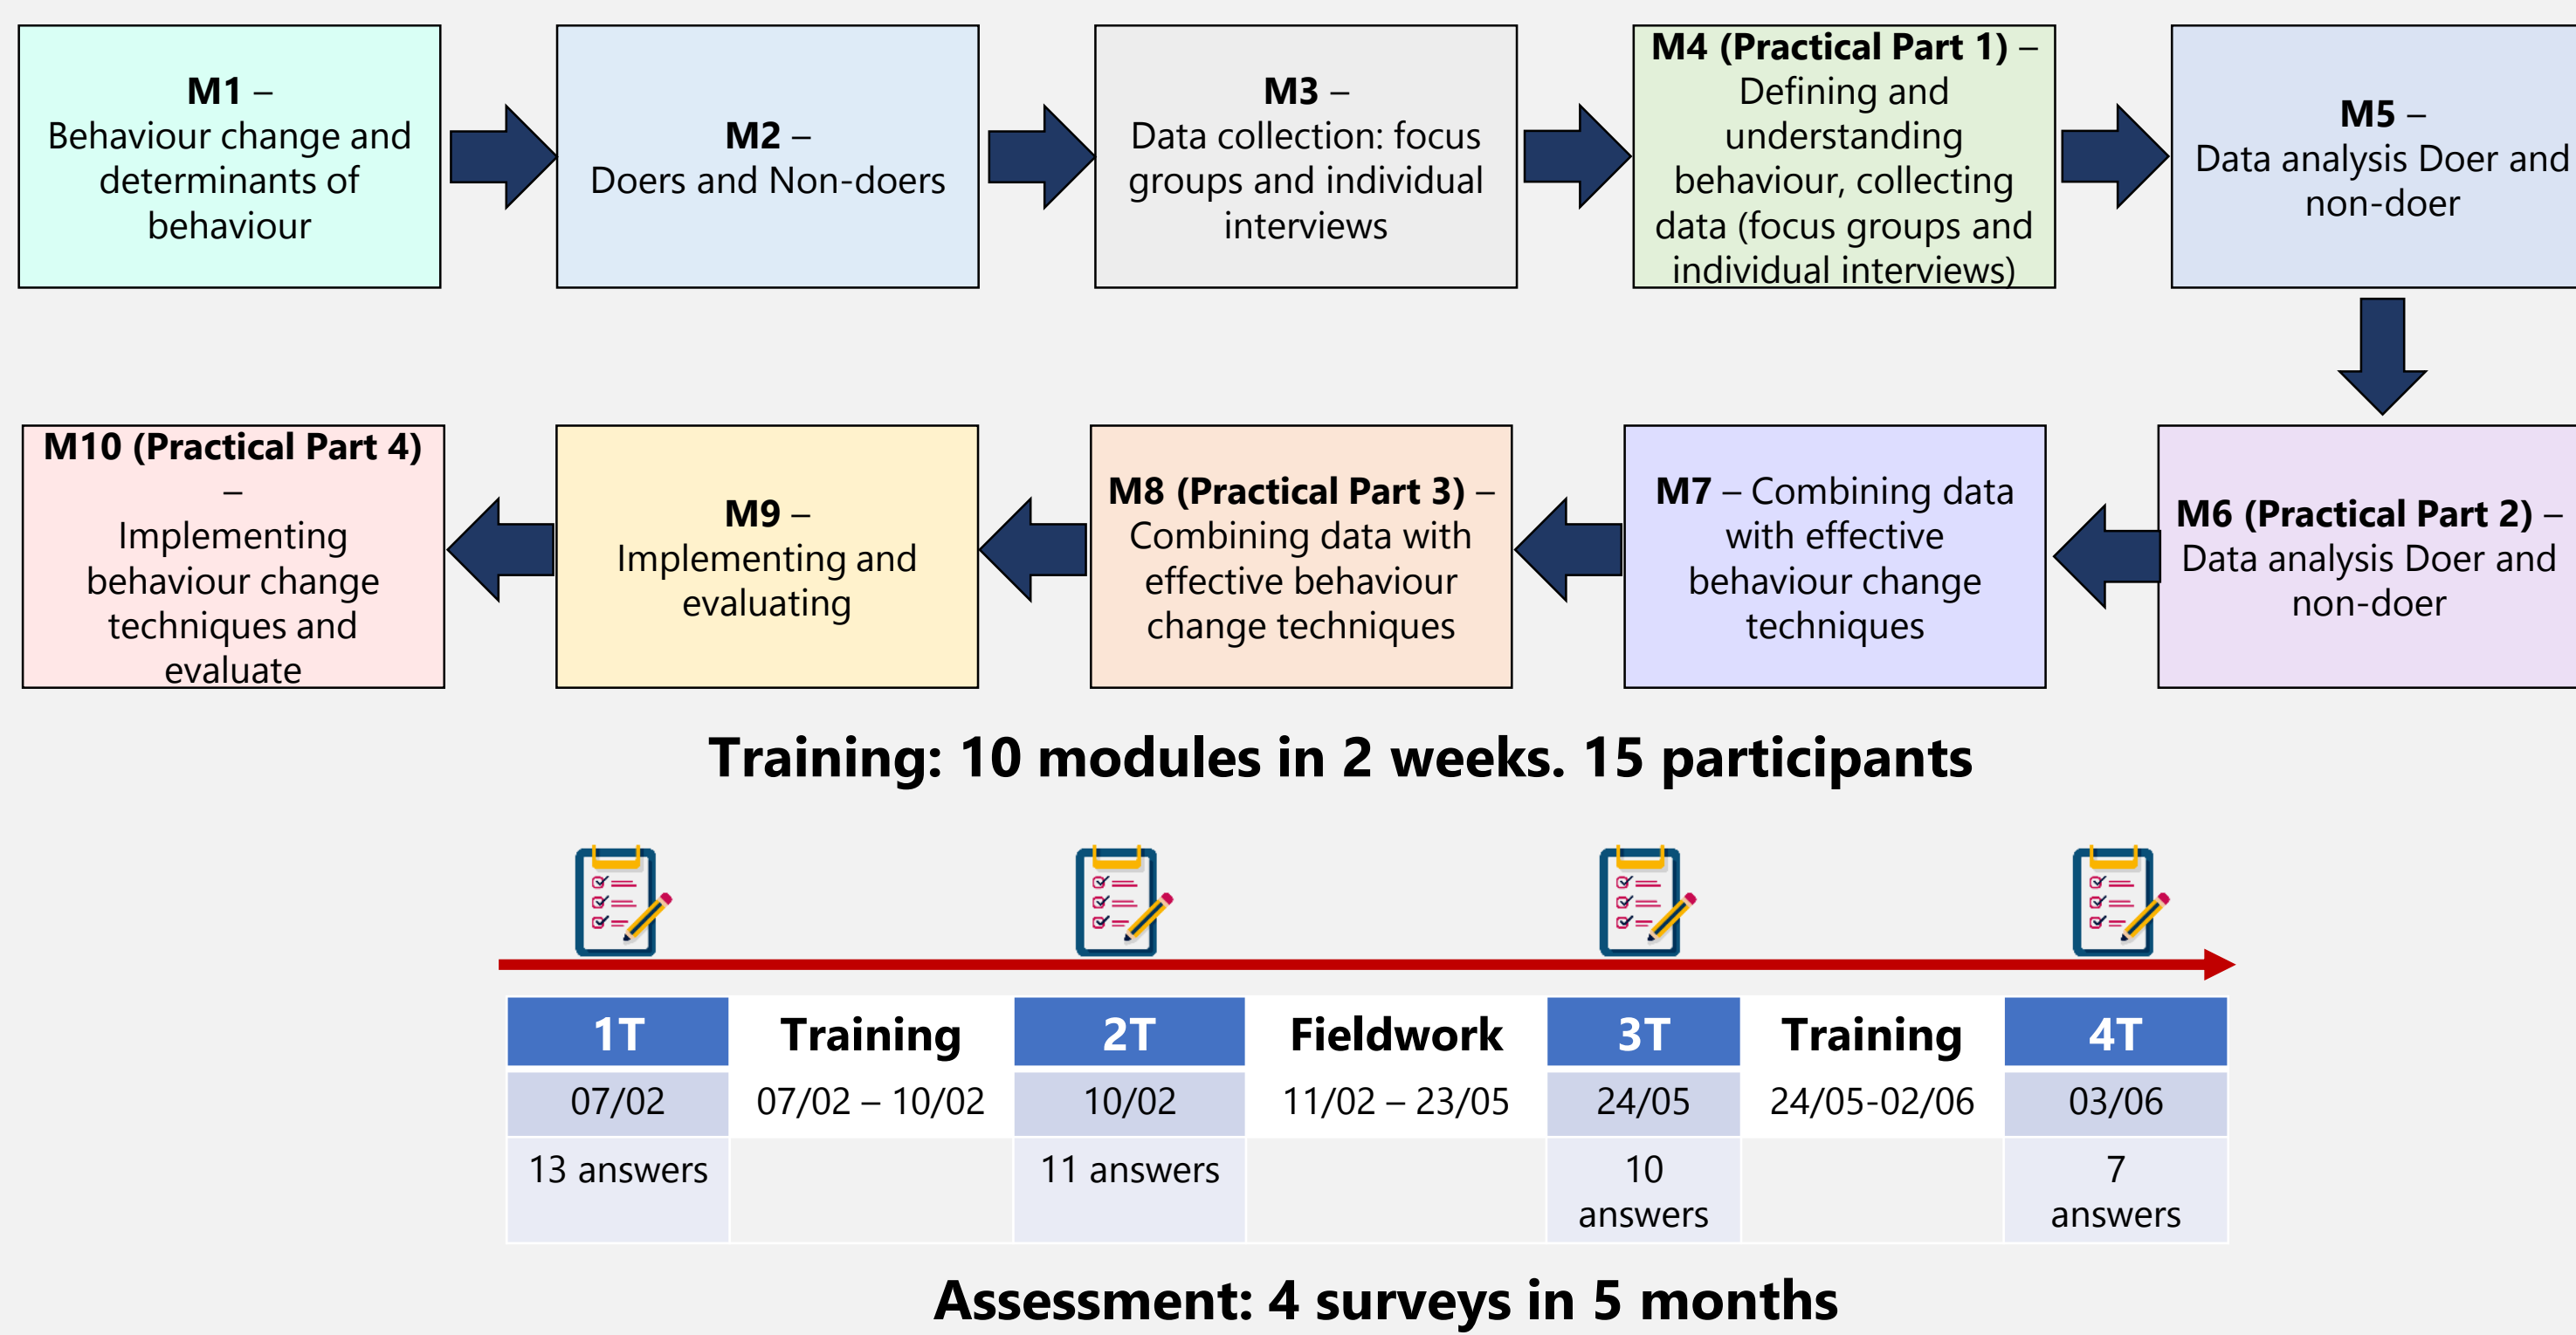 M1 –
Behaviour change and
determinants of
behaviour
M2 –
Doers and Non-doers
M3 –
Data collection: focus
groups and individual
interviews
M4 (Practical Part 1) –
Defining and
understanding
behaviour, collecting
data (focus groups and
individual interviews)
M5 –
Data analysis Doer and
non-doer
M10 (Practical Part 4)
–
Implementing
behaviour change
techniques and
evaluate
M9 –
Implementing and
evaluating
M8 (Practical Part 3) –
Combining data with
effective behaviour
change techniques
M7 – Combining data
with effective
behaviour change
techniques
M6 (Practical Part 2) –
Data analysis Doer and
non-doer
Training: 10 modules in 2 weeks. 15 participants
1T Training 2T Fieldwork 3T Training 4T
07/02 07/02 – 10/02 10/02 11/02 – 23/05 24/05 24/05-02/06 03/06
13 answers 11 answers 10 7
answers answers
Assessment: 4 surveys in 5 months